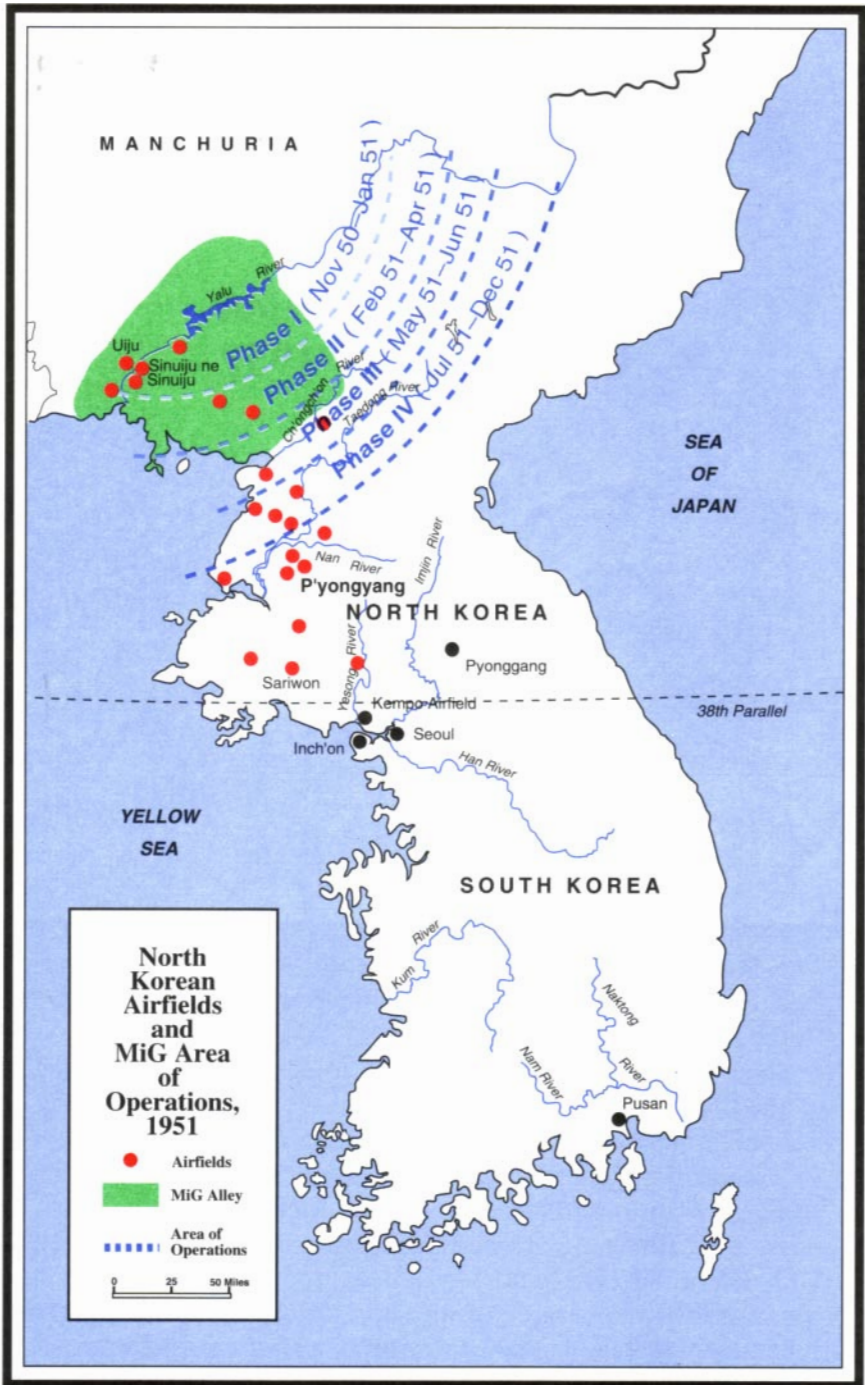 MANCHURIA
Phase I ( Nov 50–Jan 51 )
Phase II ( Feb 51–Apr 51 )
Phase III ( May 51–Jun 51 )
Phase IV ( Jul 51–Dec 51 )
Yalu River
Uiju
Sinuiju ne
Sinuiju
Ch'ongch'on River
Taedong River
SEA
OF
JAPAN
Nan River
Imjin River
P'yongyang
NORTH KOREA
Yesong River
Pyonggang
Sariwon
Kempo Airfield
38th Parallel
Seoul
Inch'on
Han River
YELLOW
SEA
SOUTH KOREA
Kum River
Naktong River
Nam River
Pusan
North
Korean
Airfields
and
MiG Area
of
Operations,
1951
Airfields
MiG Alley
Area of
Operations
0 25 50 Miles